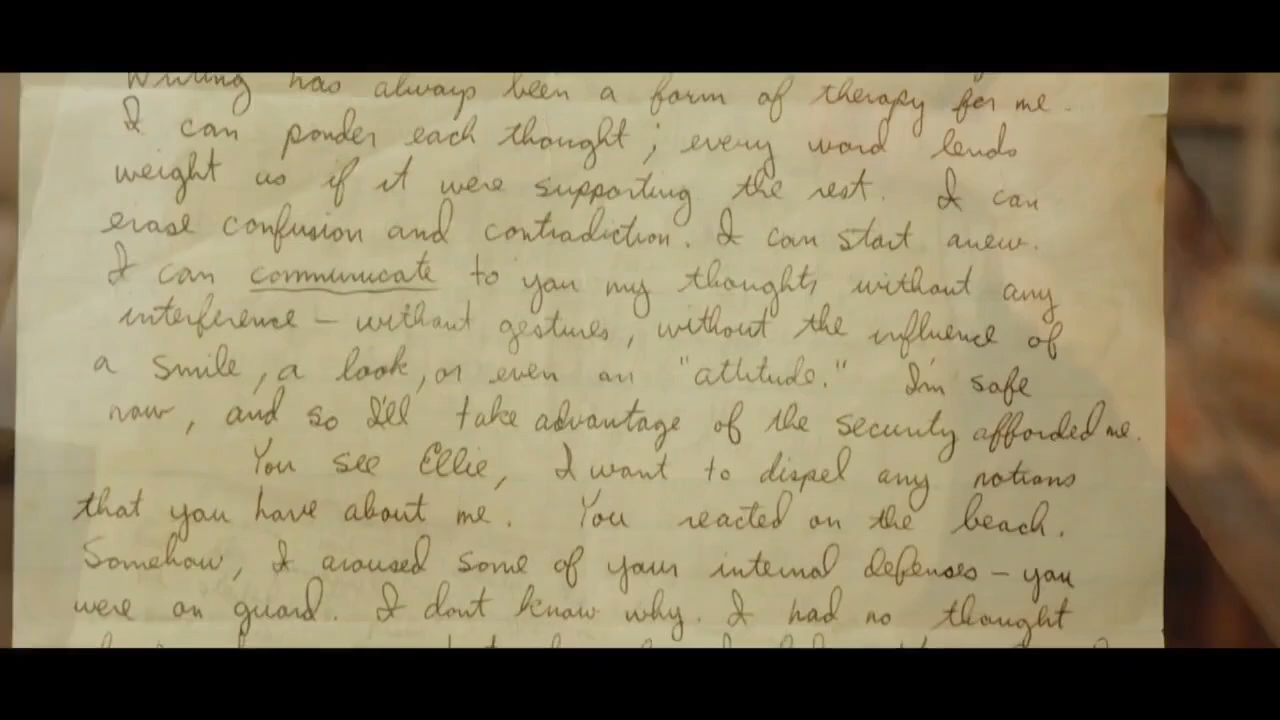 Writing has always been a form of therapy for me.
I can ponder each thought; every word lends
weight as if it were supporting the rest. I can
erase confusion and contradiction. I can start anew.
I can communicate to you my thoughts without any
interference – without gestures, without the influence of
a smile, a look, or even an "attitude." I'm safe
now, and so I'll take advantage of the security afforded me.
You see Ellie, I want to dispel any notions
that you have about me. You reacted on the beach.
Somehow, I aroused some of your internal defenses – you
were on guard. I dont know why. I had no thought